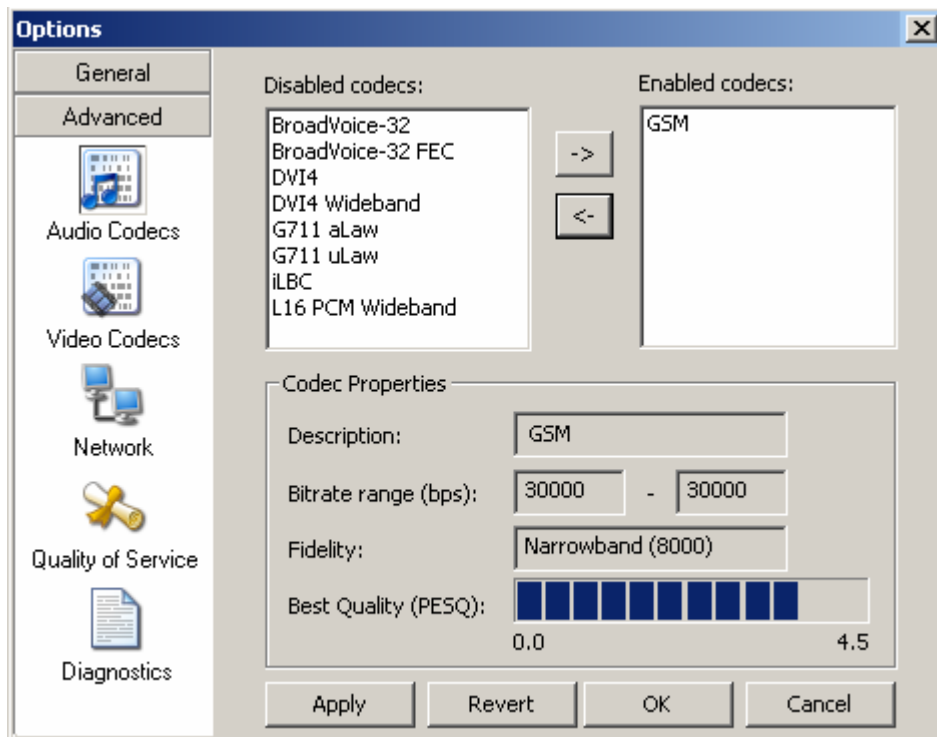 Options
General
Advanced
Audio Codecs
Video Codecs
Network
Quality of Service
Diagnostics
Disabled codecs:
BroadVoice-32
BroadVoice-32 FEC
DVI4
DVI4 Wideband
G711 aLaw
G711 uLaw
iLBC
L16 PCM Wideband
->
<-
Enabled codecs:
GSM
Codec Properties
Description: GSM
Bitrate range (bps): 30000 - 30000
Fidelity: Narrowband (8000)
Best Quality (PESQ):
0.0 4.5
Apply Revert OK Cancel